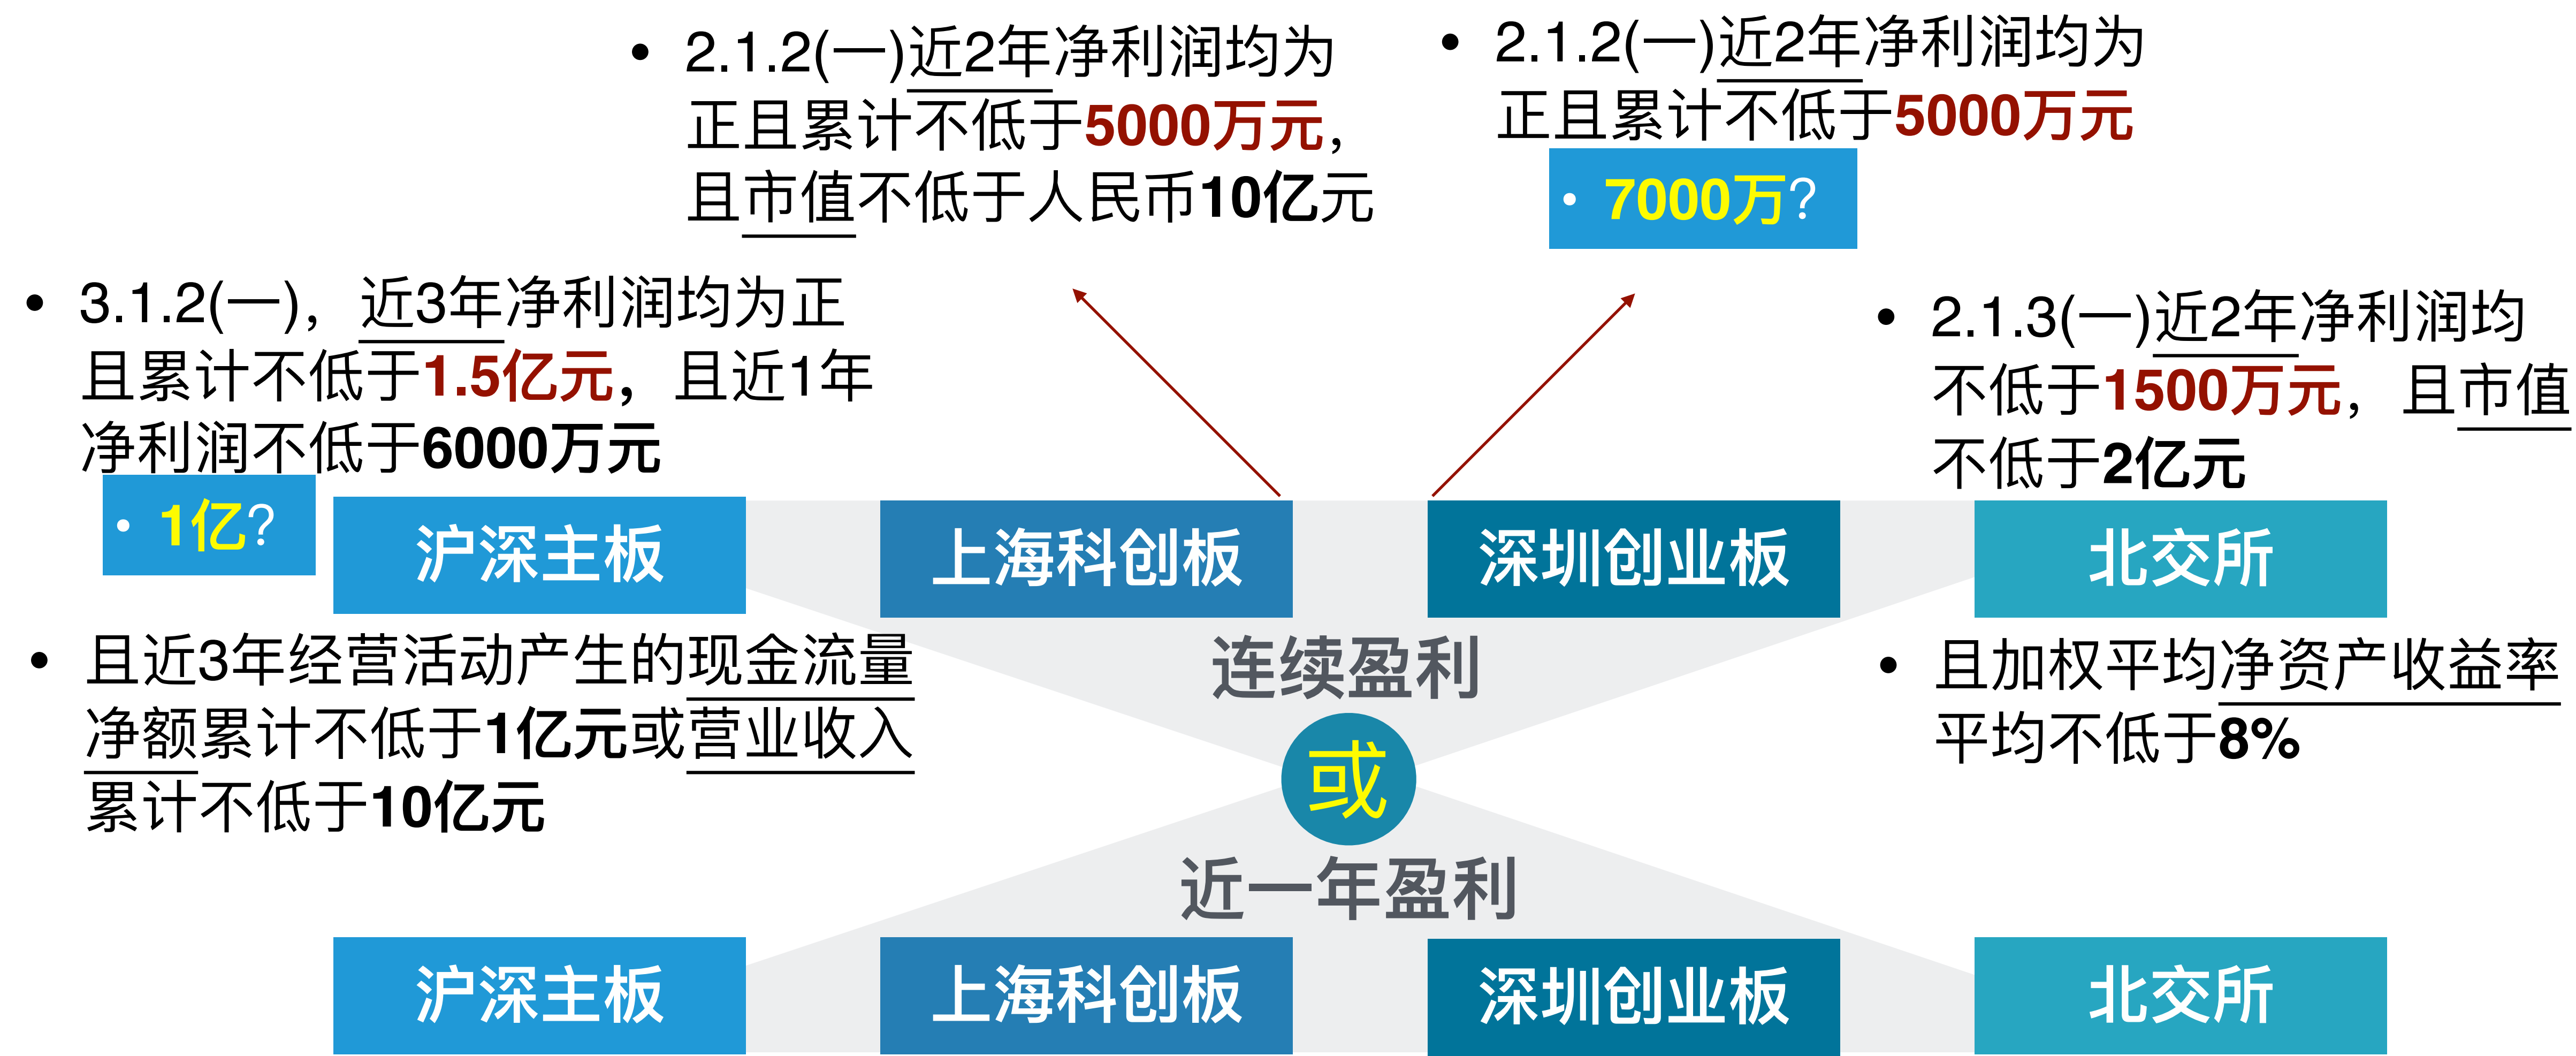 • 2.1.2(一)近2年净利润均为
正且累计不低于5000万元，
且市值不低于人民币10亿元
• 2.1.2(一)近2年净利润均为
正且累计不低于5000万元
• 7000万？
• 3.1.2(一)，近3年净利润均为正
且累计不低于1.5亿元，且近1年
净利润不低于6000万元
• 1亿？
• 2.1.3(一)近2年净利润均
不低于1500万元，且市值
不低于2亿元
沪深主板
上海科创板
深圳创业板
北交所
• 且近3年经营活动产生的现金流量
净额累计不低于1亿元或营业收入
累计不低于10亿元
连续盈利
或
近一年盈利
• 且加权平均净资产收益率
平均不低于8%
沪深主板
上海科创板
深圳创业板
北交所